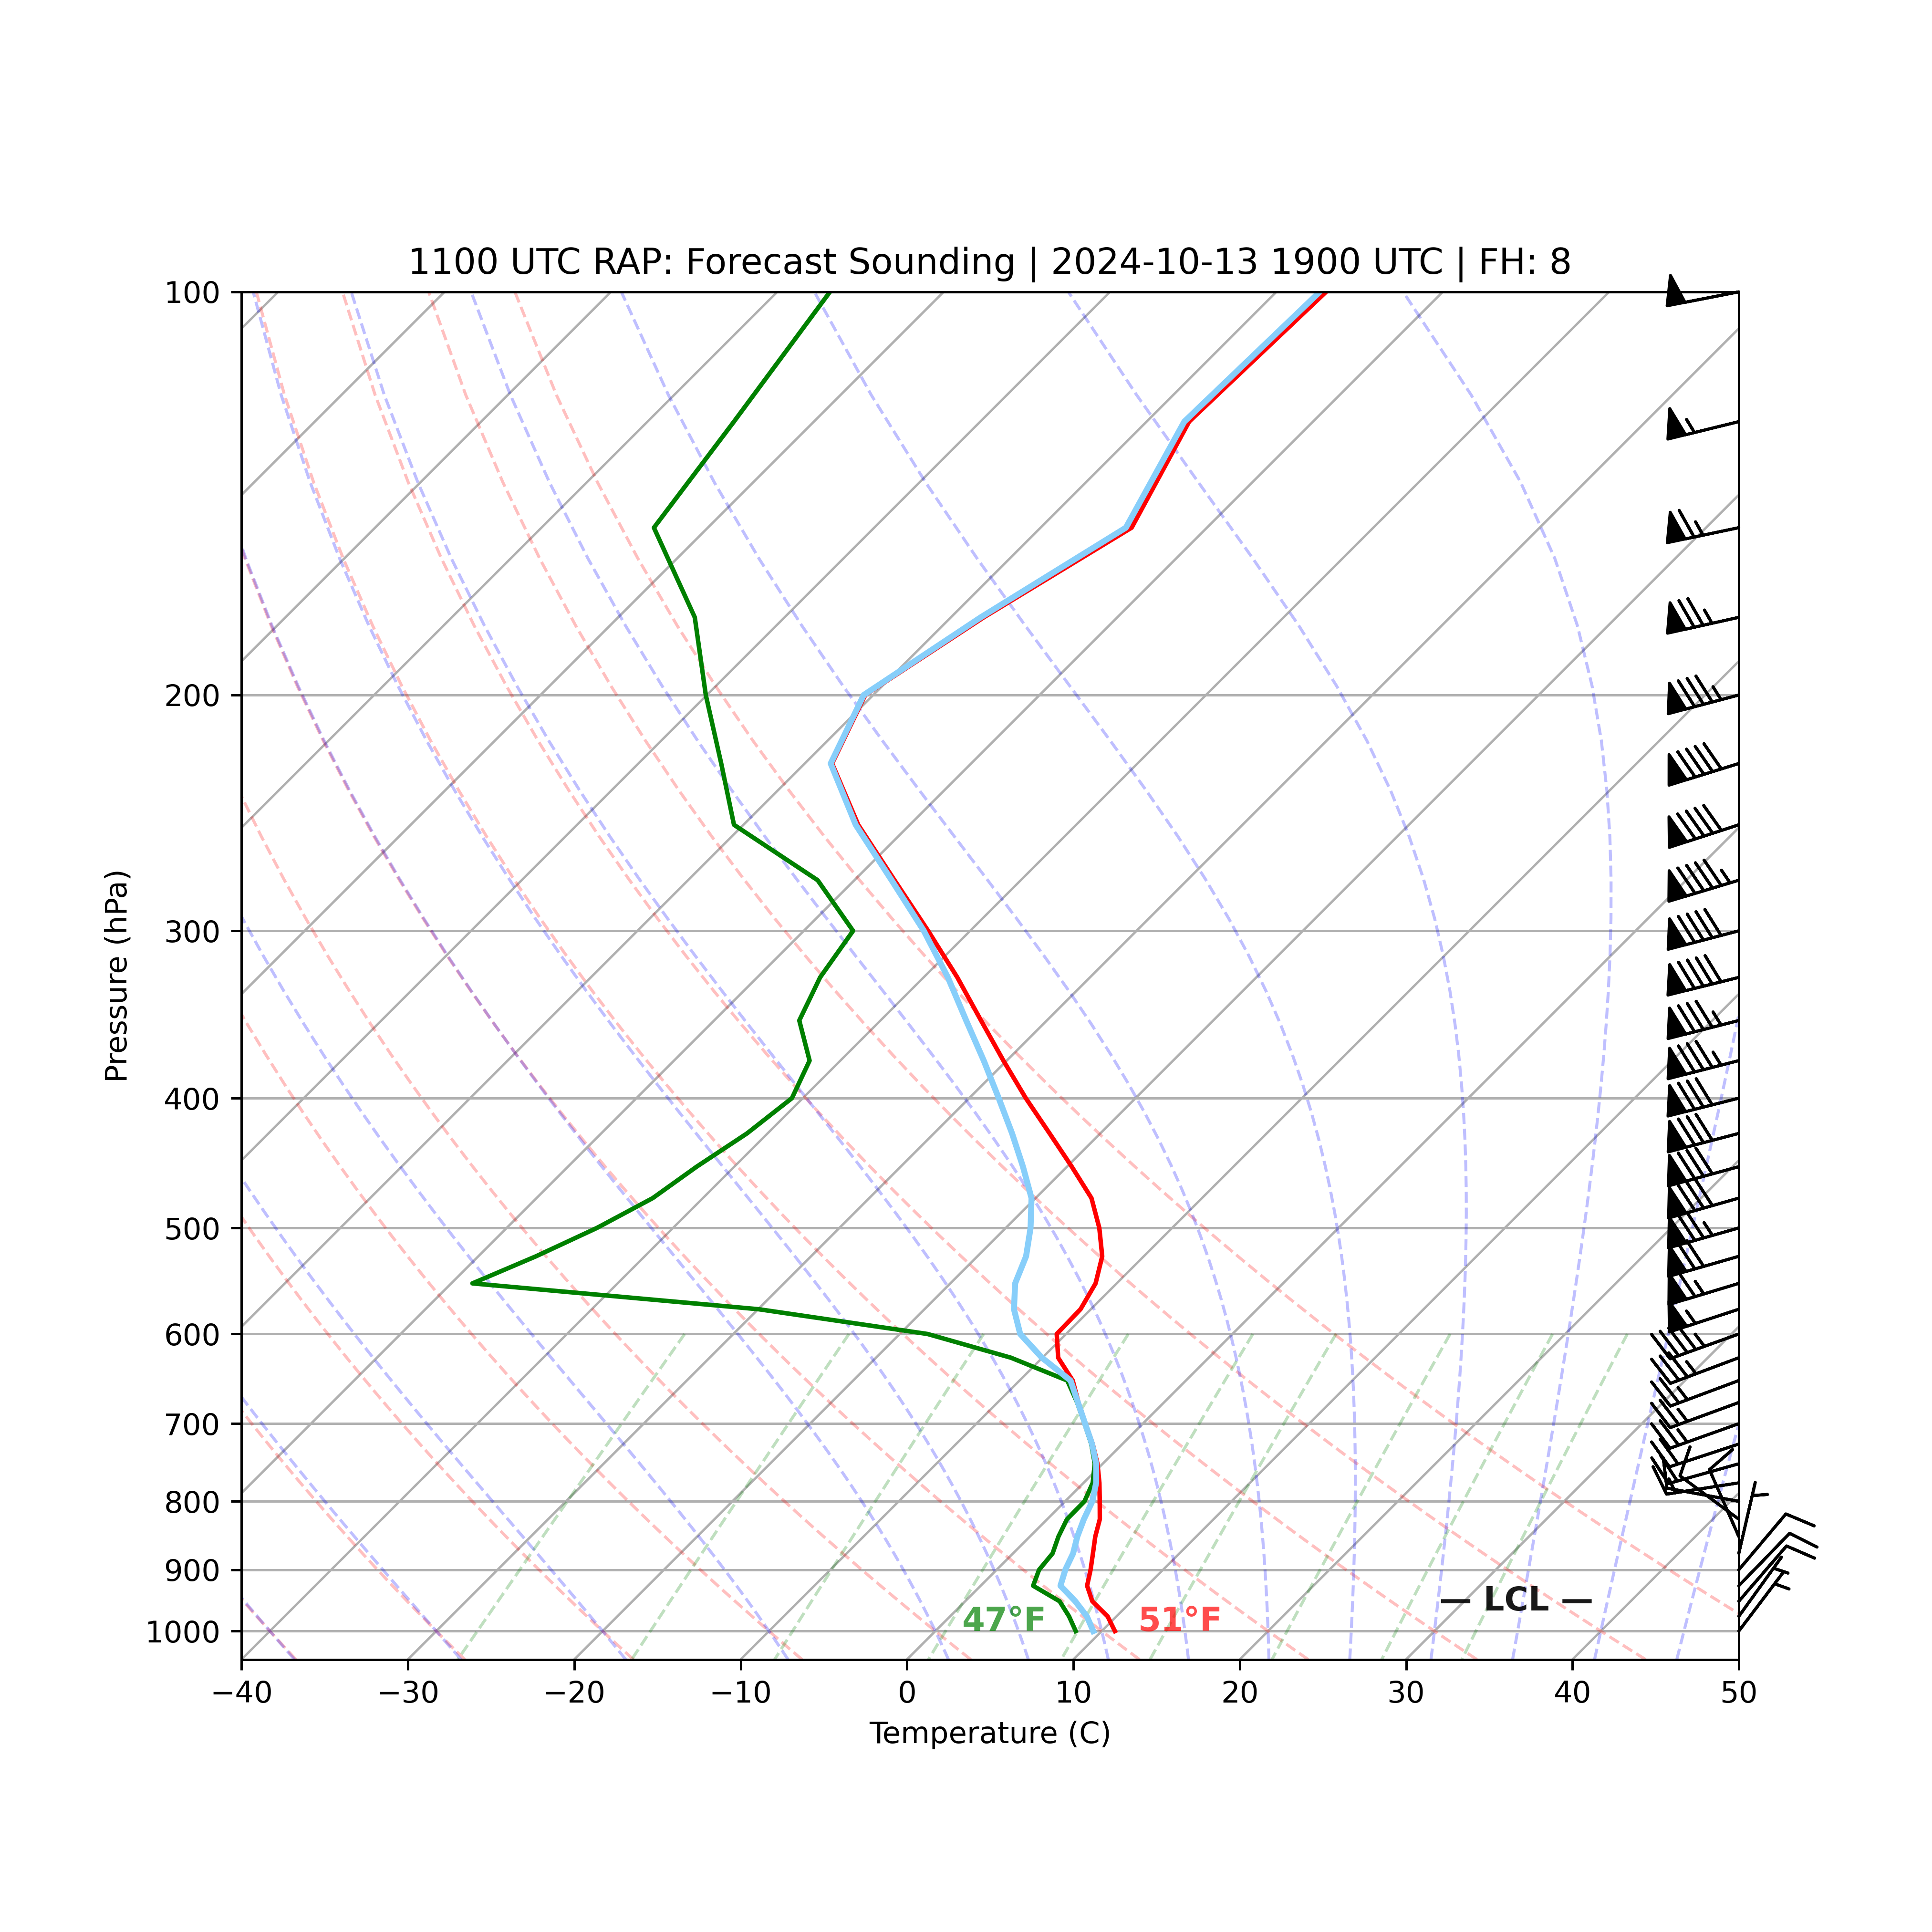 1100 UTC RAP: Forecast Sounding | 2024-10-13 1900 UTC | FH: 8
100
200
300
400
500
600
700
800
900
1000
Pressure (hPa)
47°F
51°F
— LCL —
−40 −30 −20 −10 0 10 20 30 40 50
Temperature (C)